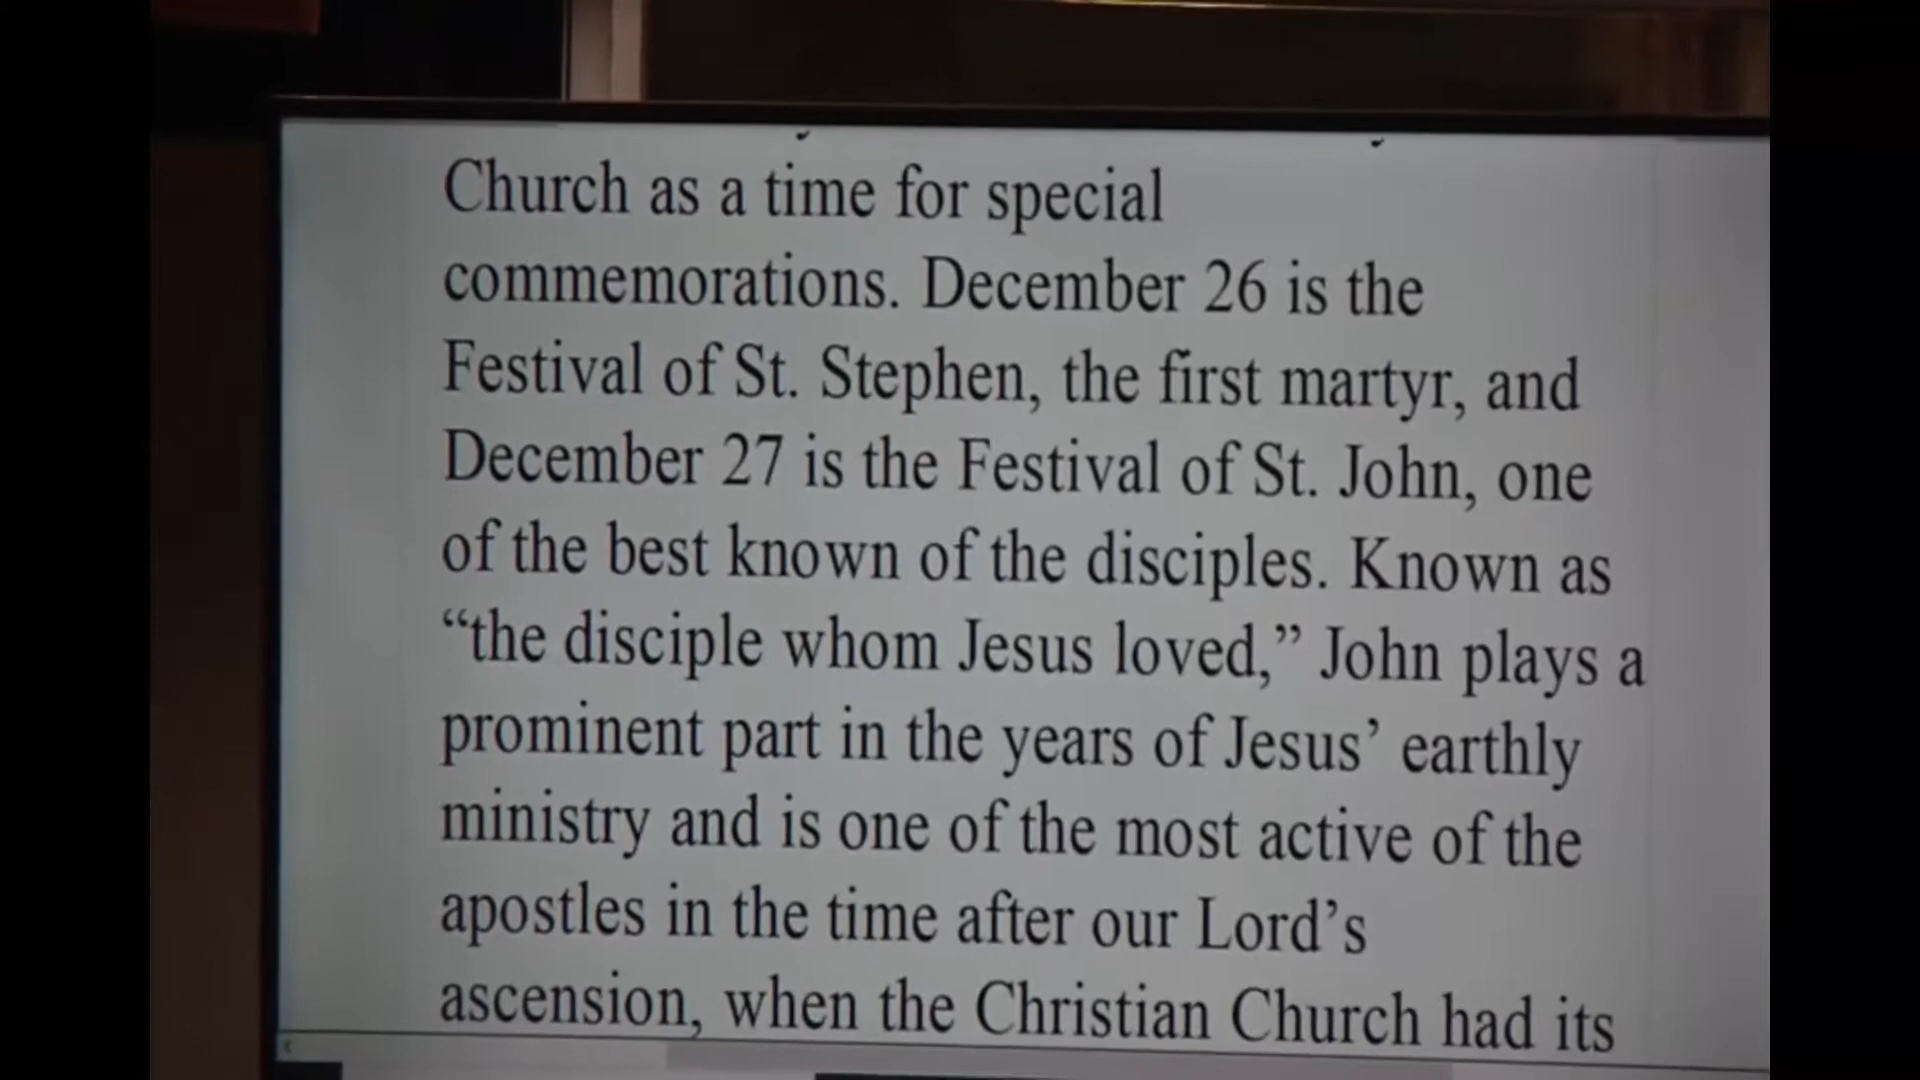 Church as a time for special
commemorations. December 26 is the
Festival of St. Stephen, the first martyr, and
December 27 is the Festival of St. John, one
of the best known of the disciples. Known as
“the disciple whom Jesus loved,” John plays a
prominent part in the years of Jesus’ earthly
ministry and is one of the most active of the
apostles in the time after our Lord’s
ascension, when the Christian Church had its